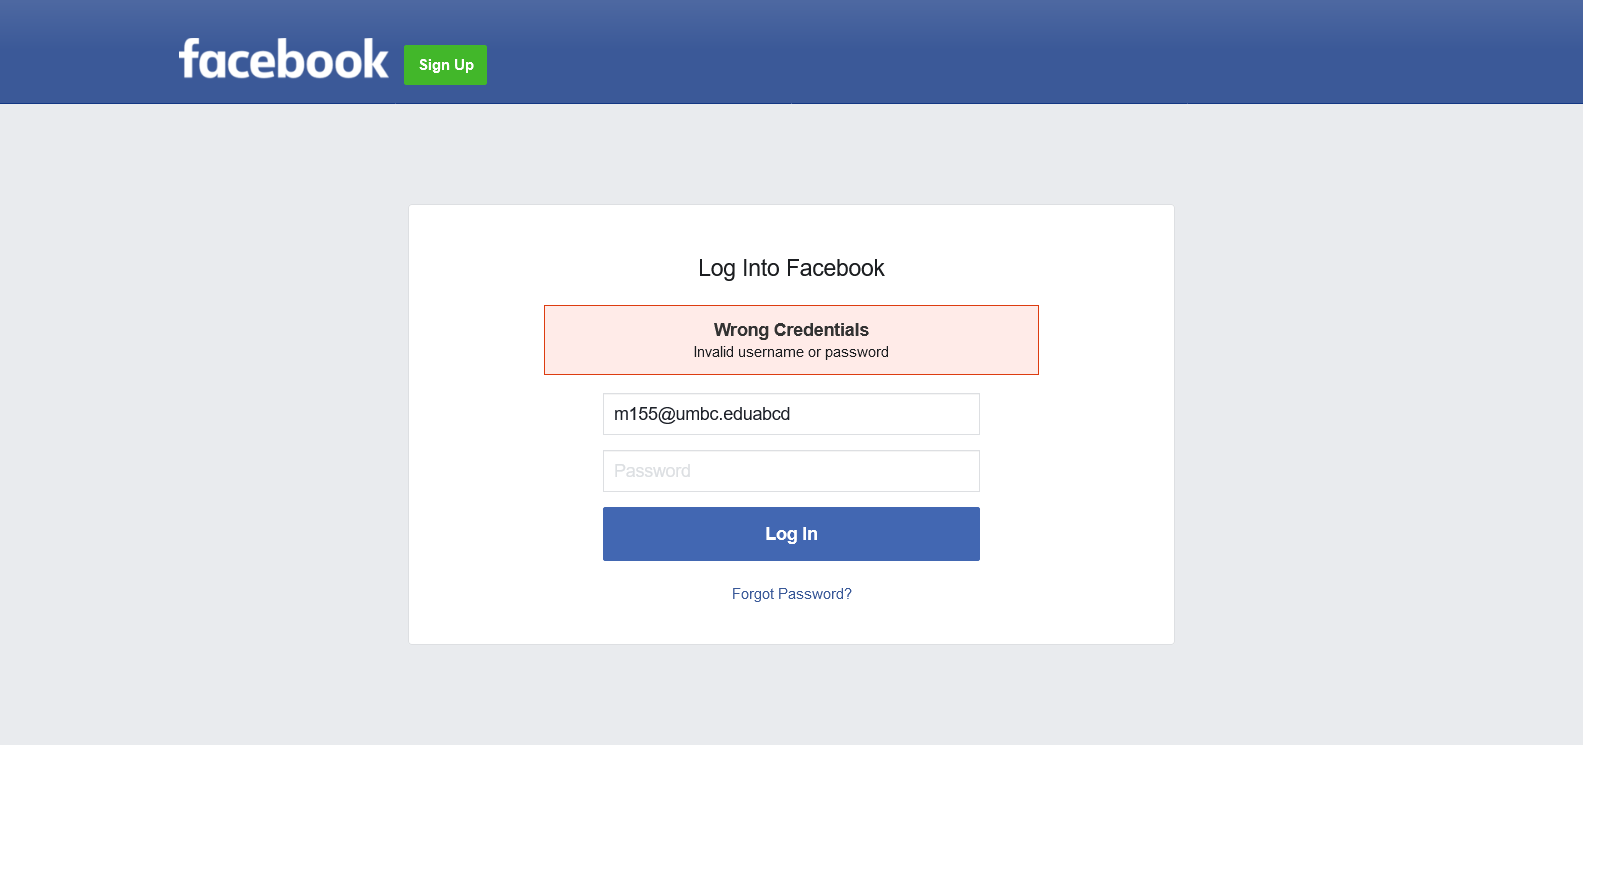 facebook Sign Up
Log Into Facebook
Wrong Credentials
Invalid username or password
m155@umbc.eduabcd
Password
Log In
Forgot Password?